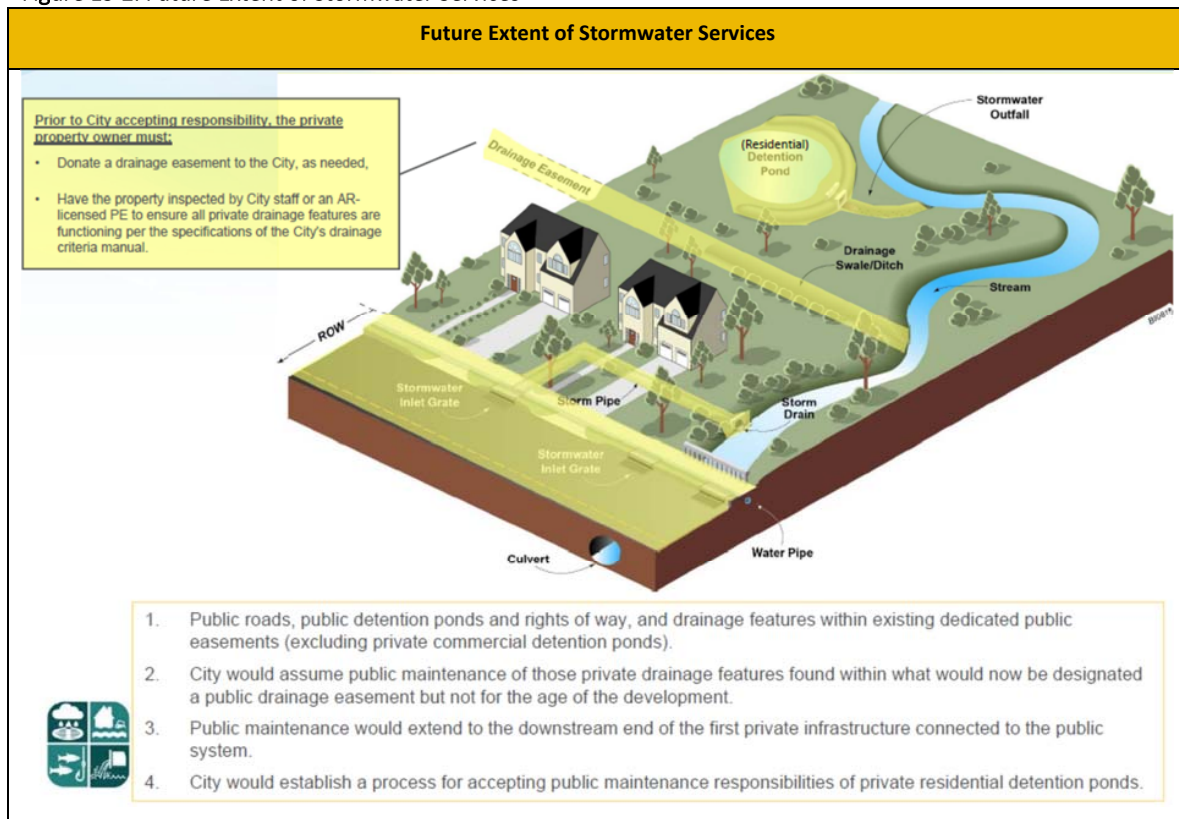 Future Extent of Stormwater Services
Prior to City accepting responsibility, the private
property owner must:
• Donate a drainage easement to the City, as needed,
• Have the property inspected by City staff or an AR-
licensed PE to ensure all private drainage features are
functioning per the specifications of the City's drainage
criteria manual.
Stormwater
Outfall
(Residential)
Detention
Pond
Drainage Easement
Drainage
Swale/Ditch
Stream
ROW
Stormwater
Inlet Grate
Storm Pipe
Storm
Drain
Stormwater
Inlet Grate
Water Pipe
Culvert
1. Public roads, public detention ponds and rights of way, and drainage features within existing dedicated public
easements (excluding private commercial detention ponds).
2. City would assume public maintenance of those private drainage features found within what would now be designated
a public drainage easement but not for the age of the development.
3. Public maintenance would extend to the downstream end of the first private infrastructure connected to the public
system.
4. City would establish a process for accepting public maintenance responsibilities of private residential detention ponds.